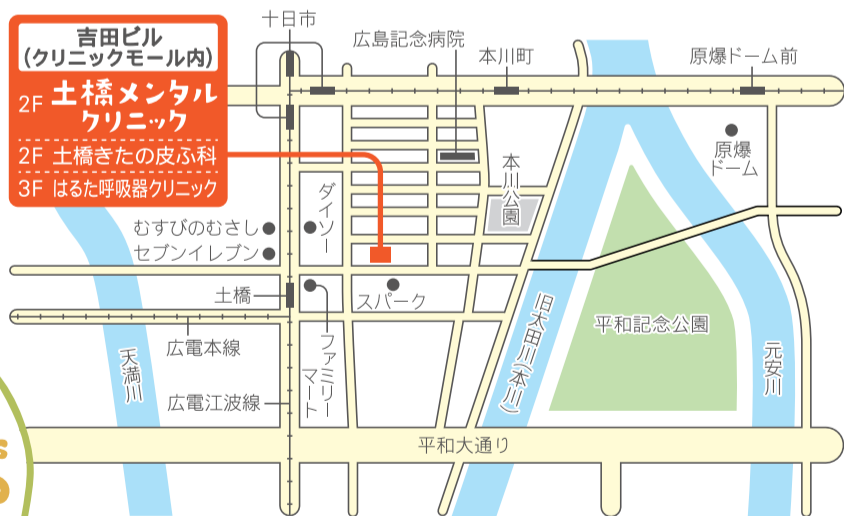 吉田ビル
(クリニックモール内)
2F 土橋メンタル
クリニック
2F 土橋きたの皮ふ科
3F はるた呼吸器クリニック
十日市
広島記念病院
本川町
原爆ドーム前
原爆
ドーム
本川公園
ダイソー
むすびのむさし
セブンイレブン
土橋
スパーク
広電本線
ファミリー
マート
広電江波線
天満川
旧太田川(本川)
平和記念公園
元安川
平和大通り
s